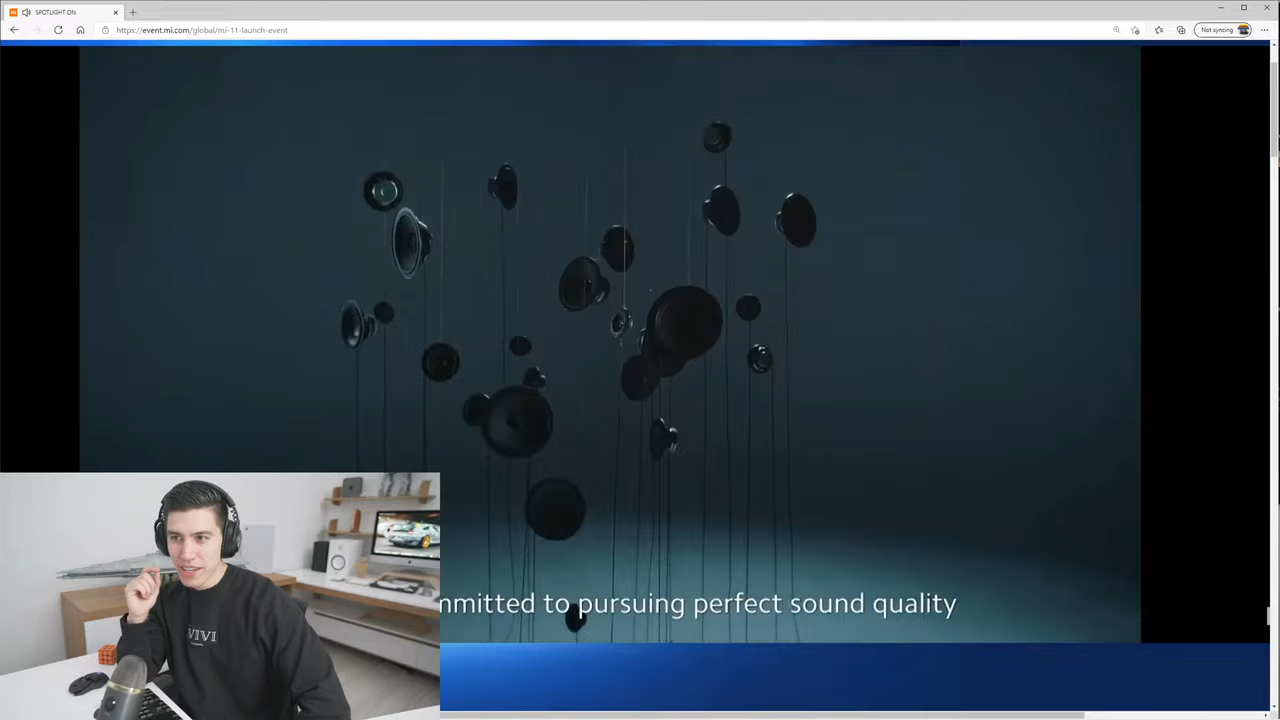 SPOTLIGHT ON
https://event.mi.com/global/mi-11-launch-event
Not syncing
mmitted to pursuing perfect sound quality
VIVI